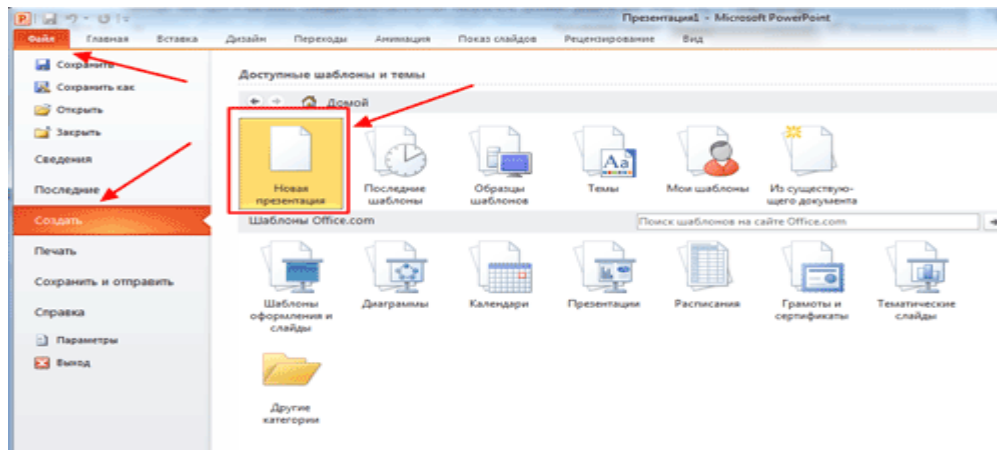 Презентация1 - Microsoft PowerPoint
Файл Главная Вставка Дизайн Переходы Анимация Показ слайдов Рецензирование Вид
Сохранить
Сохранить как
Открыть
Закрыть
Сведения
Последние
Создать
Печать
Сохранить и отправить
Справка
Параметры
Выход
Доступные шаблоны и темы
Домой
Новая
презентация
Последние
шаблоны
Образцы
шаблонов
Темы
Мои шаблоны
Из существую-
щего документа
Шаблоны Office.com
Поиск шаблонов на сайте Office.com
Шаблоны
оформления и
слайды
Диаграммы
Календари
Презентации
Расписания
Грамоты и
сертификаты
Тематические
слайды
Другие
категории